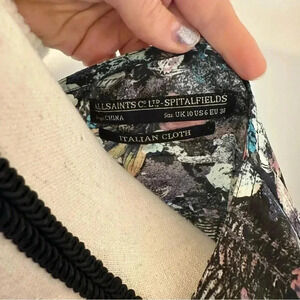 ALLSAINTS Co LTD-SPITALFIELDS
CHINA Size UK 10 US 6 EU 38
ITALIAN CLOTH